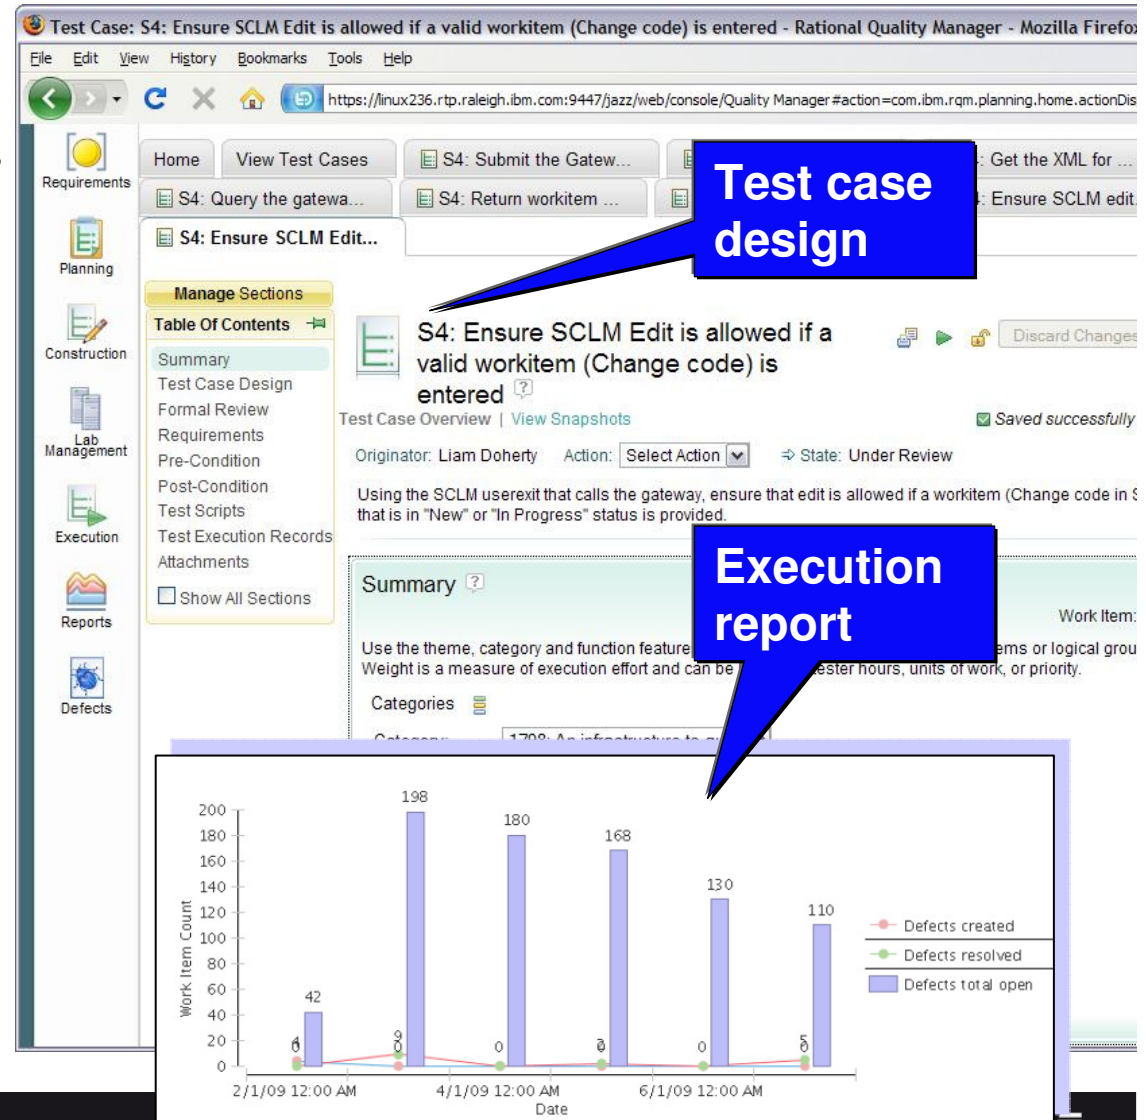 Test Case: S4: Ensure SCLM Edit is allowed if a valid workitem (Change code) is entered - Rational Quality Manager - Mozilla Firefox
File Edit View History Bookmarks Tools Help
https://linux236.rtp.raleigh.ibm.com:9447/jazz/web/console/Quality Manager#action=com.ibm.rqm.planning.home.actionDis
Requirements
Planning
Construction
Lab Management
Execution
Reports
Defects
Home View Test Cases S4: Submit the Gatew... : Get the XML for ...
S4: Query the gatewa... S4: Return workitem ... : Ensure SCLM edit.
S4: Ensure SCLM Edit...
Test case
design
Manage Sections
Table Of Contents
Summary
Test Case Design
Formal Review
Requirements
Pre-Condition
Post-Condition
Test Scripts
Test Execution Records
Attachments
Show All Sections
S4: Ensure SCLM Edit is allowed if a
valid workitem (Change code) is
entered ?
Discard Changes
Test Case Overview | View Snapshots
Saved successfully
Originator: Liam Doherty Action: Select Action State: Under Review
Using the SCLM userexit that calls the gateway, ensure that edit is allowed if a workitem (Change code in S
that is in "New" or "In Progress" status is provided.
Execution
report
Summary ?
Work Item:
Use the theme, category and function feature ems or logical grou
Weight is a measure of execution effort and can be ester hours, units of work, or priority.
Categories
Category: 1798: An infrastructure to
Work Item Count
200
180
160
140
120
100
80
60
40
20
0
42
198
180
168
130
110
4
0
9
0
0
0
0
5
0
2/1/09 12:00 AM 4/1/09 12:00 AM 6/1/09 12:00 AM
Date
Defects created
Defects resolved
Defects total open